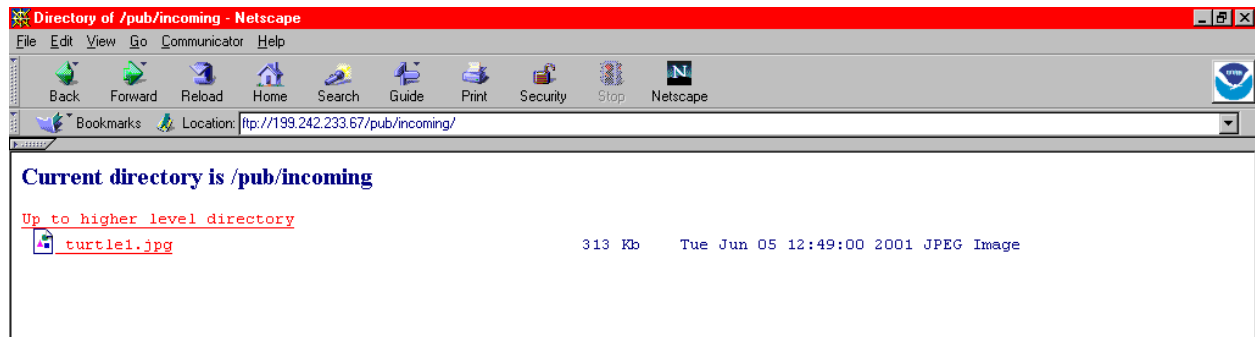 Directory of /pub/incoming - Netscape
File Edit View Go Communicator Help
Back Forward Reload Home Search Guide Print Security Stop Netscape
Bookmarks Location: ftp://199.242.233.67/pub/incoming/
Current directory is /pub/incoming
Up to higher level directory
turtle1.jpg 313 Kb Tue Jun 05 12:49:00 2001 JPEG Image